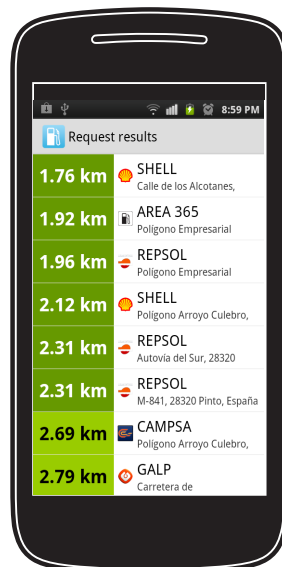 8:59 PM
Request results
1.76 km
SHELL
Calle de los Alcotanes,
1.92 km
AREA 365
Polígono Empresarial
1.96 km
REPSOL
Polígono Empresarial
2.12 km
SHELL
Polígono Arroyo Culebro,
2.31 km
REPSOL
Autovía del Sur, 28320
2.31 km
REPSOL
M-841, 28320 Pinto, España
2.69 km
CAMPSA
Polígono Arroyo Culebro,
2.79 km
GALP
Carretera de